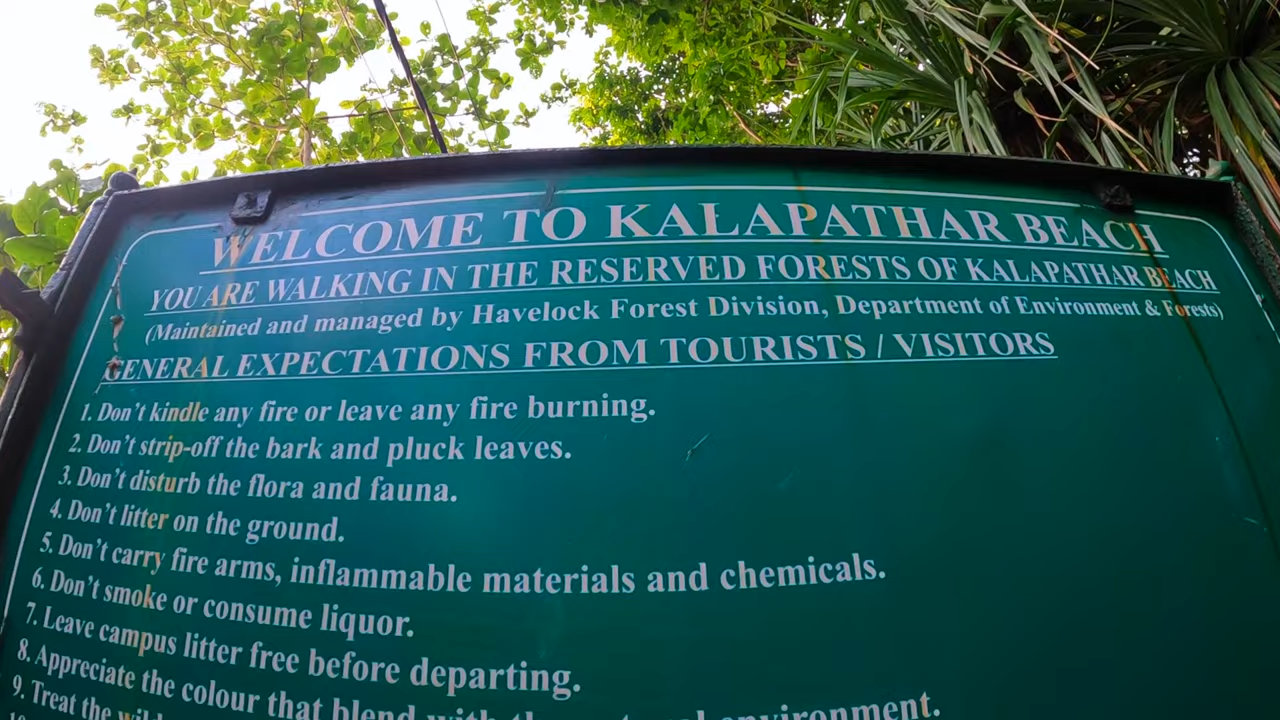 WELCOME TO KALAPATHAR BEACH
YOU ARE WALKING IN THE RESERVED FORESTS OF KALAPATHAR BEACH
(Maintained and managed by Havelock Forest Division, Department of Environment & Forests)
GENERAL EXPECTATIONS FROM TOURISTS / VISITORS
1. Don't kindle any fire or leave any fire burning.
2. Don't strip-off the bark and pluck leaves.
3. Don't disturb the flora and fauna.
4. Don't litter on the ground.
5. Don't carry fire arms, inflammable materials and chemicals.
6. Don't smoke or consume liquor.
7. Leave campus litter free before departing.
8. Appreciate the colour that blend with the natural environment.
9. Treat the